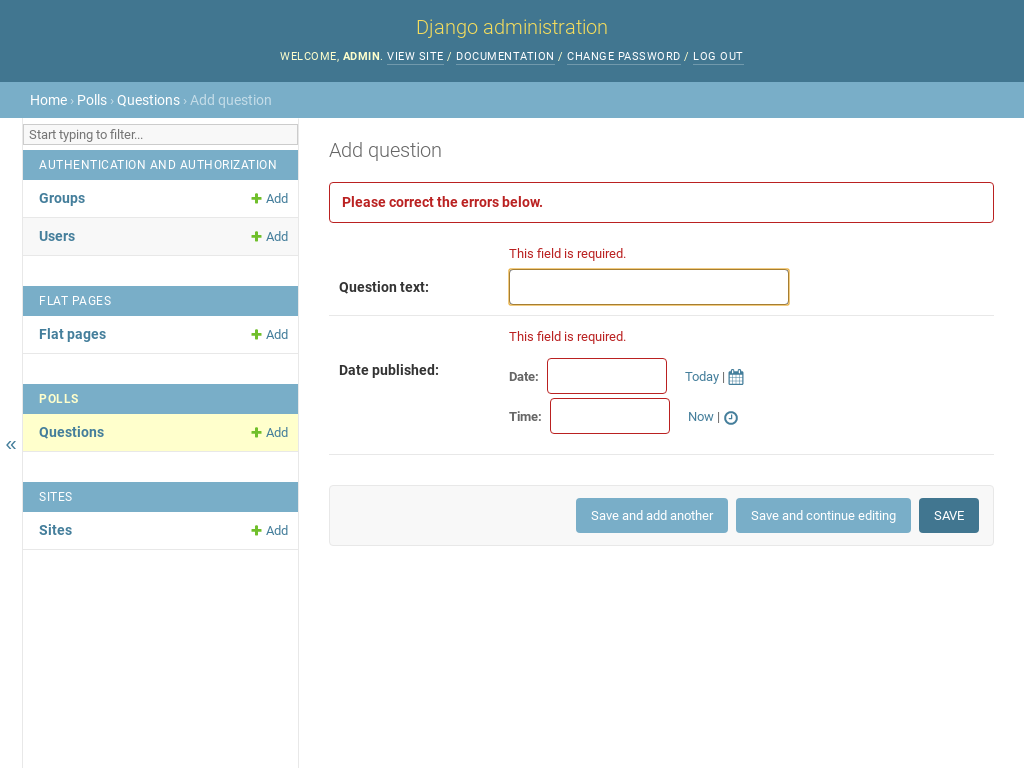 Django administration
WELCOME, ADMIN. VIEW SITE / DOCUMENTATION / CHANGE PASSWORD / LOG OUT
Home › Polls › Questions › Add question
Start typing to filter...
AUTHENTICATION AND AUTHORIZATION
Groups Add
Users Add
FLAT PAGES
Flat pages Add
POLLS
Questions Add
SITES
Sites Add
«
Add question
Please correct the errors below.
This field is required.
Question text:
This field is required.
Date published:
Date: Today |
Time: Now |
Save and add another Save and continue editing SAVE